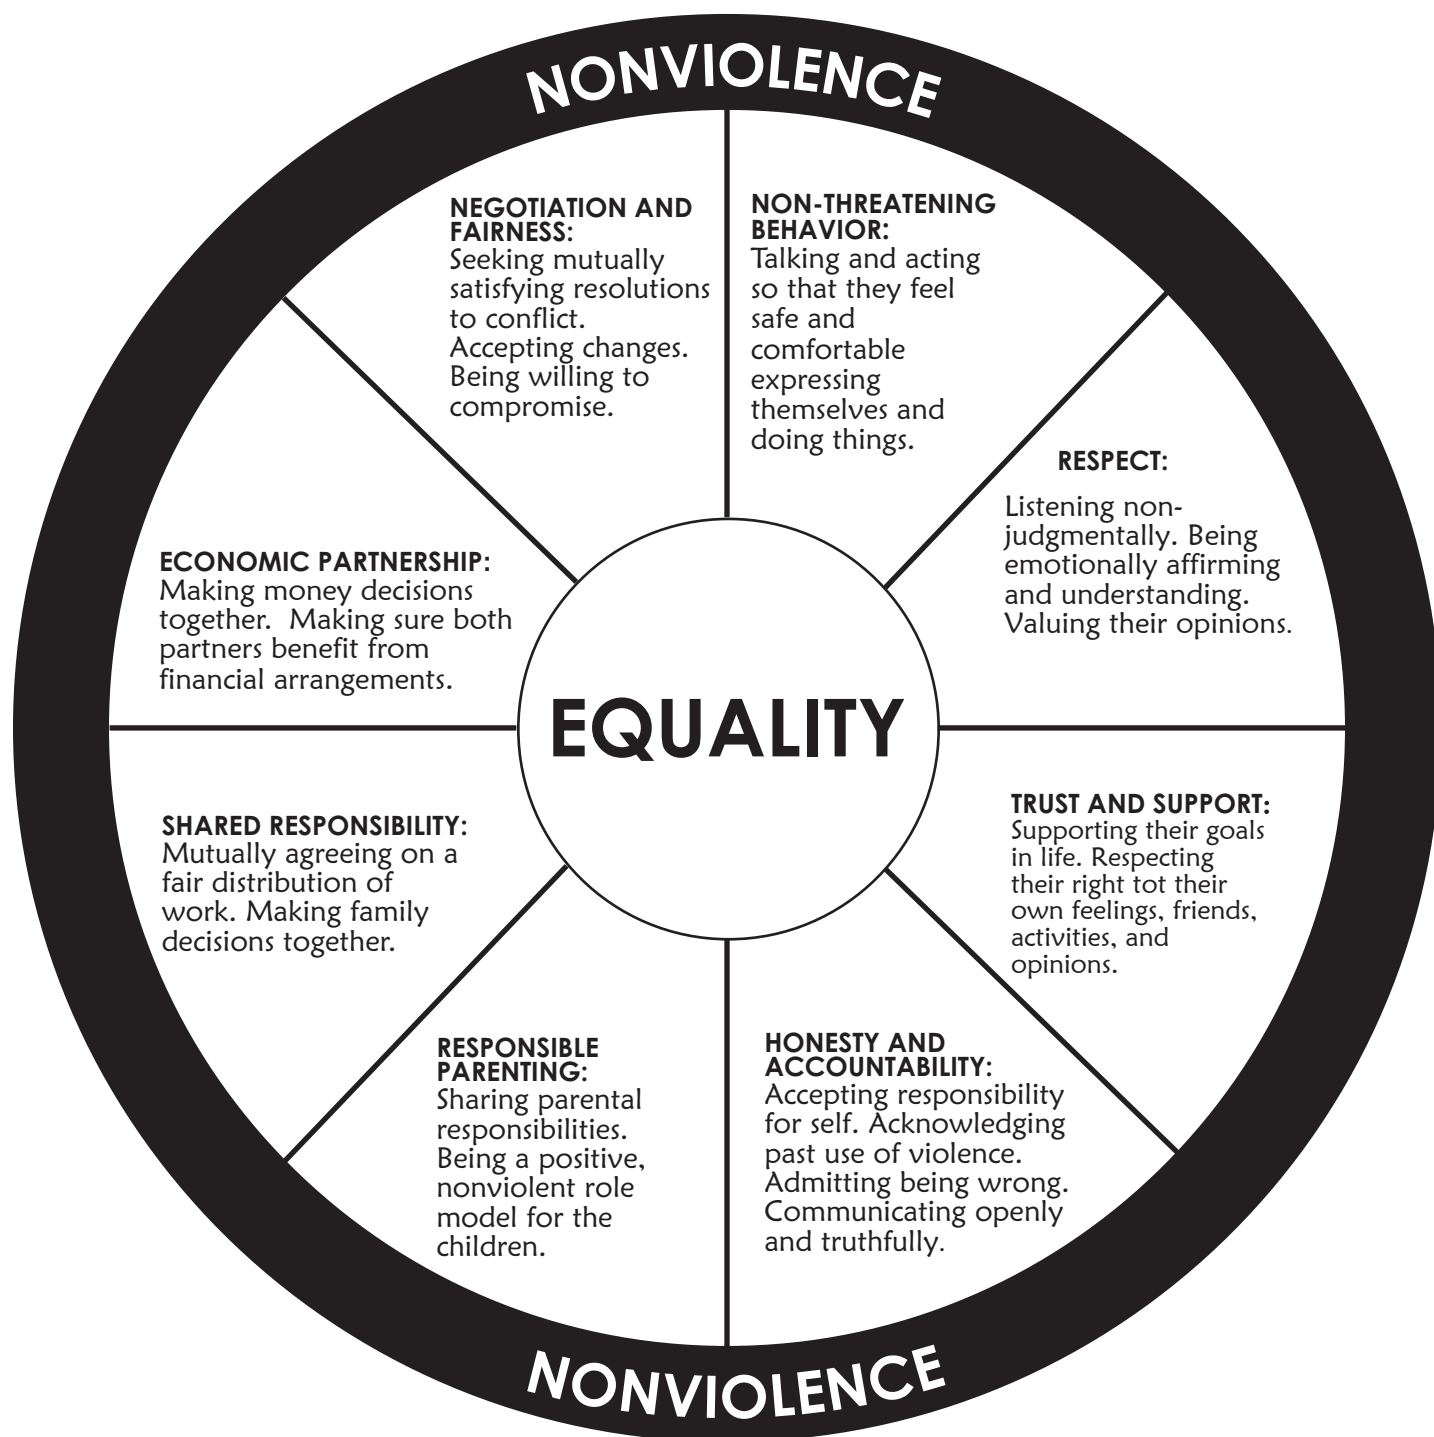 NONVIOLENCE
NEGOTIATION AND
FAIRNESS:
Seeking mutually
satisfying resolutions
to conflict.
Accepting changes.
Being willing to
compromise.
NON-THREATENING
BEHAVIOR:
Talking and acting
so that they feel
safe and
comfortable
expressing
themselves and
doing things.
RESPECT:
Listening non-
judgmentally. Being
emotionally affirming
and understanding.
Valuing their opinions.
ECONOMIC PARTNERSHIP:
Making money decisions
together.  Making sure both
partners benefit from
financial arrangements.
EQUALITY
TRUST AND SUPPORT:
Supporting their goals
in life. Respecting
their right tot their
own feelings, friends,
activities, and
opinions.
SHARED RESPONSIBILITY:
Mutually agreeing on a
fair distribution of
work. Making family
decisions together.
RESPONSIBLE
PARENTING:
Sharing parental
responsibilities.
Being a positive,
nonviolent role
model for the
children.
HONESTY AND
ACCOUNTABILITY:
Accepting responsibility
for self. Acknowledging
past use of violence.
Admitting being wrong.
Communicating openly
and truthfully.
NONVIOLENCE